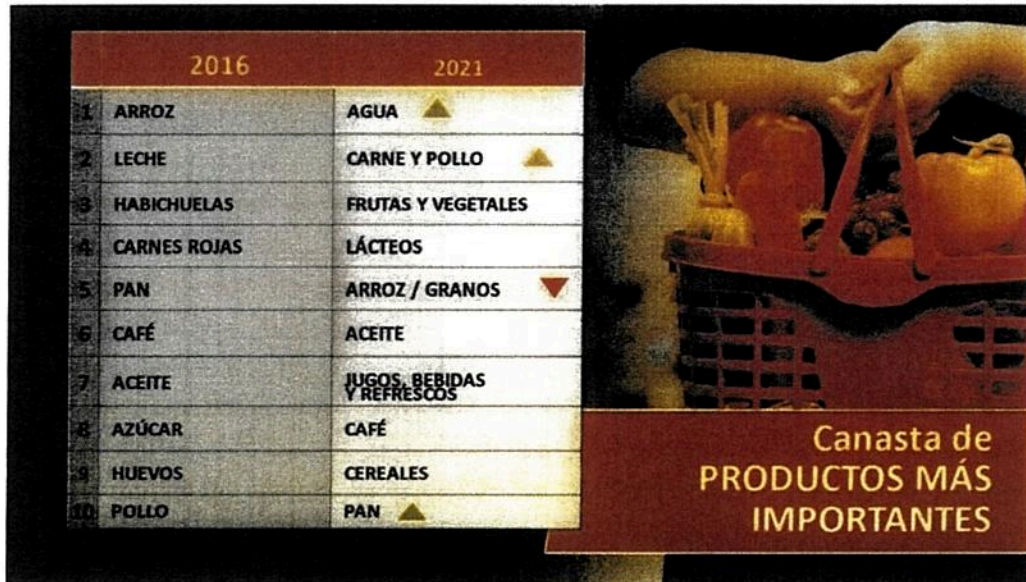 2016 2021
1 ARROZ AGUA
2 LECHE CARNE Y POLLO
3 HABICHUELAS FRUTAS Y VEGETALES
4 CARNES ROJAS LÁCTEOS
5 PAN ARROZ / GRANOS
6 CAFÉ ACEITE
7 ACEITE JUGOS, BEBIDAS
Y REFRESCOS
8 AZÚCAR CAFÉ
9 HUEVOS CEREALES
10 POLLO PAN
Canasta de
PRODUCTOS MÁS
IMPORTANTES